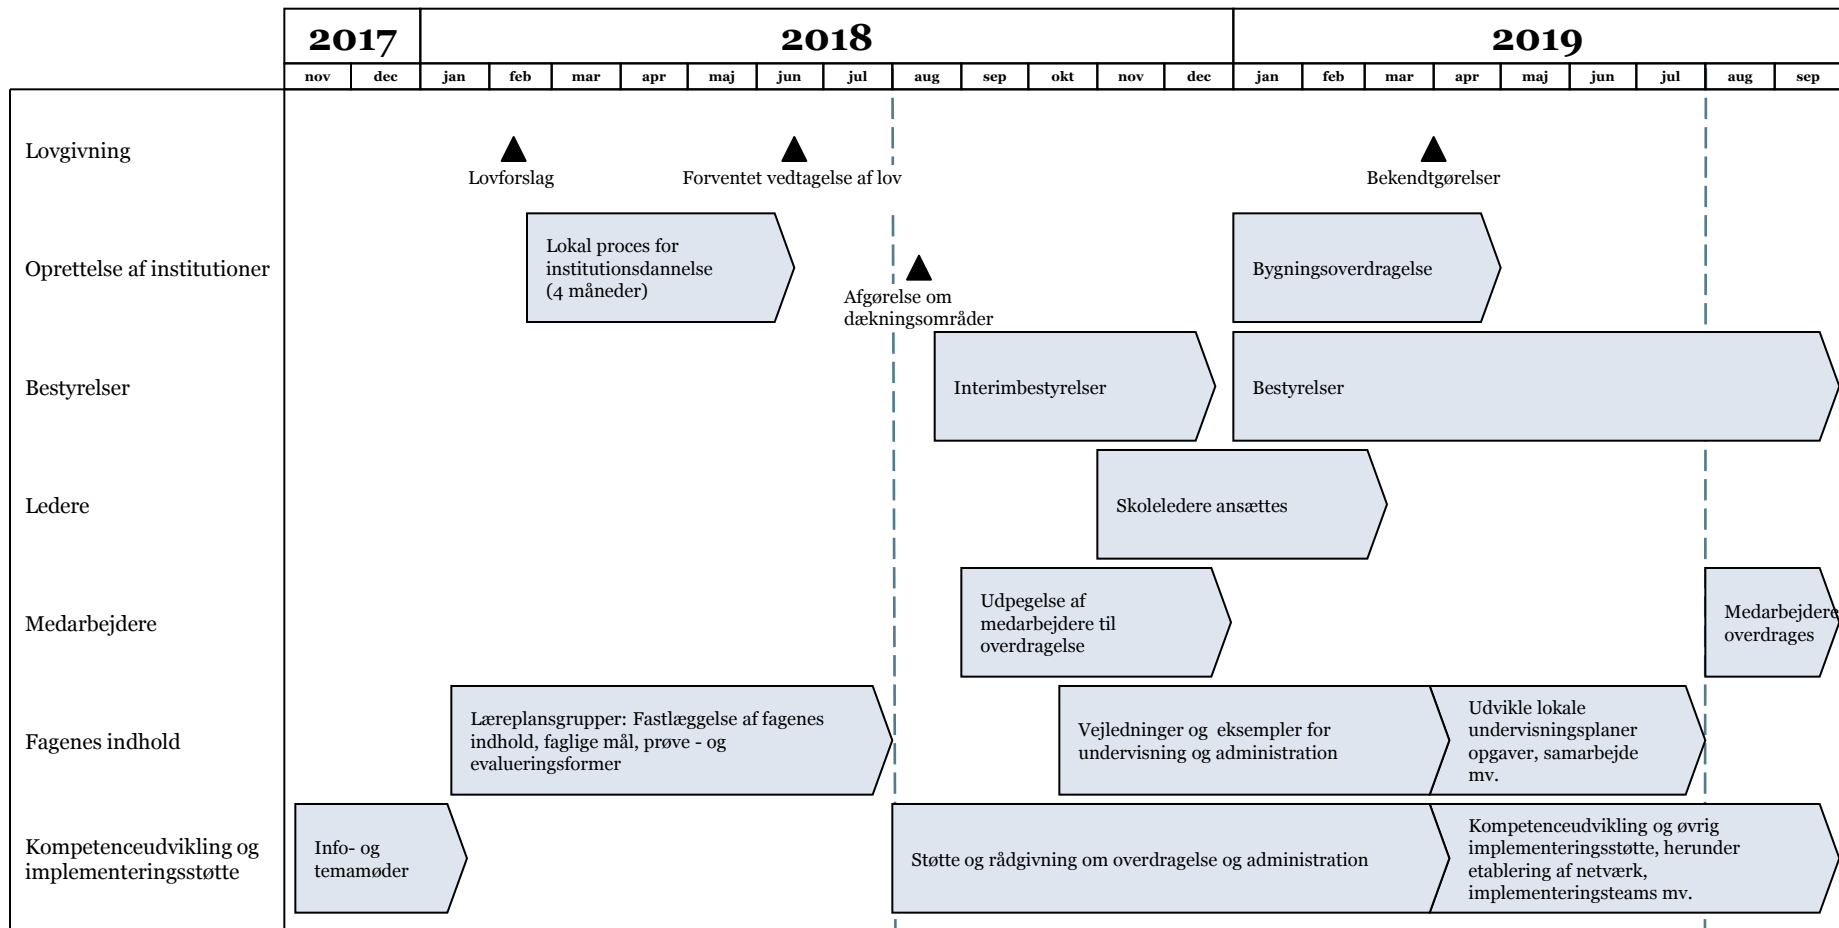 2017 2018 2019
nov dec jan feb mar apr maj jun jul aug sep okt nov dec jan feb mar apr maj jun jul aug sep
Lovgivning
Lovforslag
Forventet vedtagelse af lov
Bekendtgørelser
Oprettelse af institutioner
Lokal proces for
institutionsdannelse
(4 måneder)
Afgørelse om
dækningsområder
Bygningsoverdragelse
Bestyrelser
Interimbestyrelser
Bestyrelser
Ledere
Skoleledere ansættes
Medarbejdere
Udpegelse af
medarbejdere til
overdragelse
Medarbejdere
overdrages
Fagenes indhold
Læreplansgrupper: Fastlæggelse af fagenes
indhold, faglige mål, prøve - og
evalueringsformer
Vejledninger og  eksempler for
undervisning og administration
Udvikle lokale
undervisningsplaner
opgaver, samarbejde
mv.
Kompetenceudvikling og
implementeringsstøtte
Info- og
temamøder
Støtte og rådgivning om overdragelse og administration
Kompetenceudvikling og øvrig
implementeringsstøtte, herunder
etablering af netværk,
implementeringsteams mv.